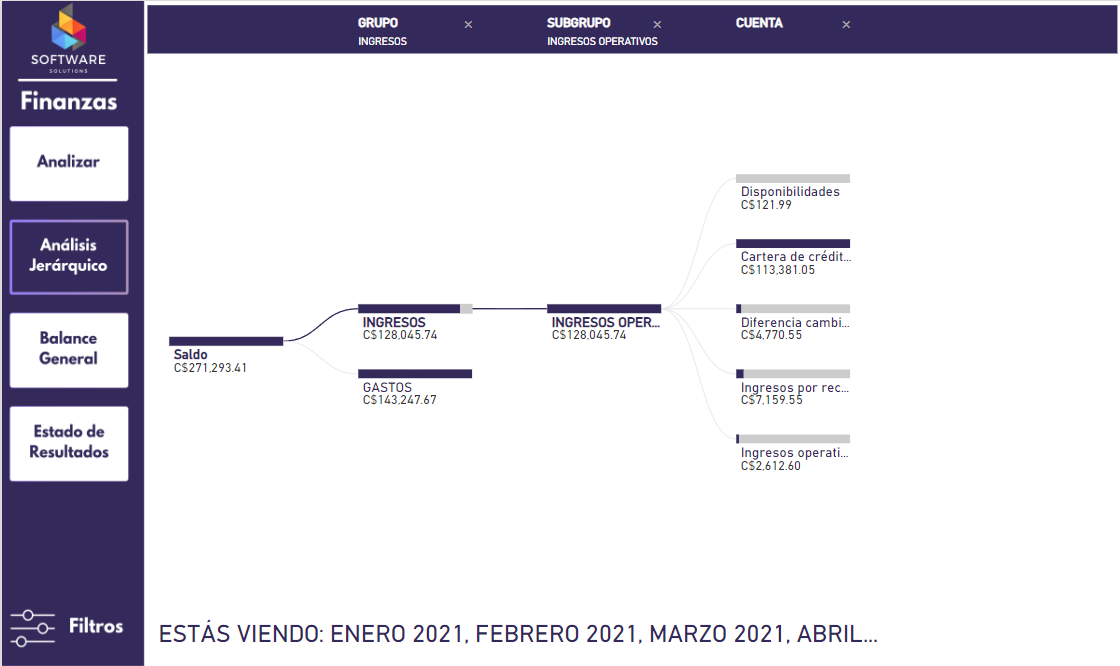 SOFTWARE
SOLUTIONS
Finanzas
Analizar
Análisis
Jerárquico
Balance
General
Estado de
Resultados
Filtros
GRUPO ×
INGRESOS
SUBGRUPO ×
INGRESOS OPERATIVOS
CUENTA ×
Saldo
C$271,293.41
INGRESOS
C$128,045.74
GASTOS
C$143,247.67
INGRESOS OPER...
C$128,045.74
Disponibilidades
C$121.99
Cartera de crédit...
C$113,381.05
Diferencia cambi...
C$4,770.55
Ingresos por rec...
C$7,159.55
Ingresos operati...
C$2,612.60
ESTÁS VIENDO: ENERO 2021, FEBRERO 2021, MARZO 2021, ABRIL...